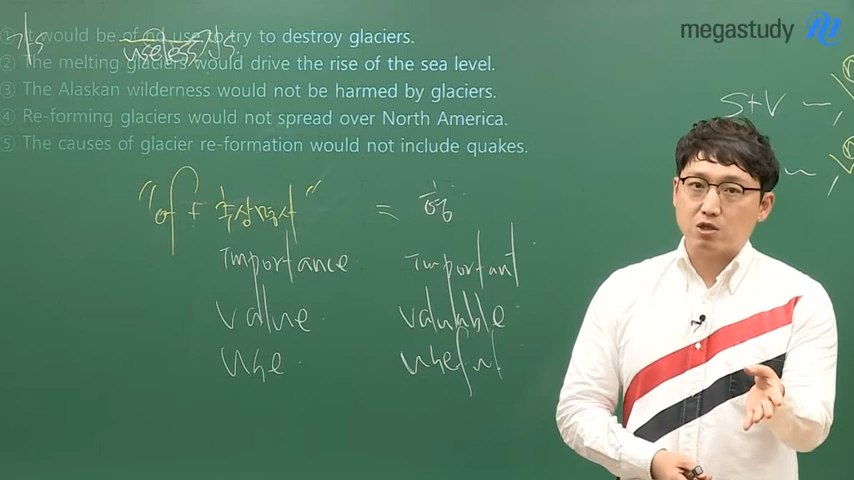 megastudy
① It would be of no use to try to destroy glaciers.
useless
② The melting glaciers would drive the rise of the sea level.
③ The Alaskan wilderness would not be harmed by glaciers.
④ Re-forming glaciers would not spread over North America.
⑤ The causes of glacier re-formation would not include quakes.
S+V ~,
"of + 추상명사" = 형
importance important
value valuable
use useful